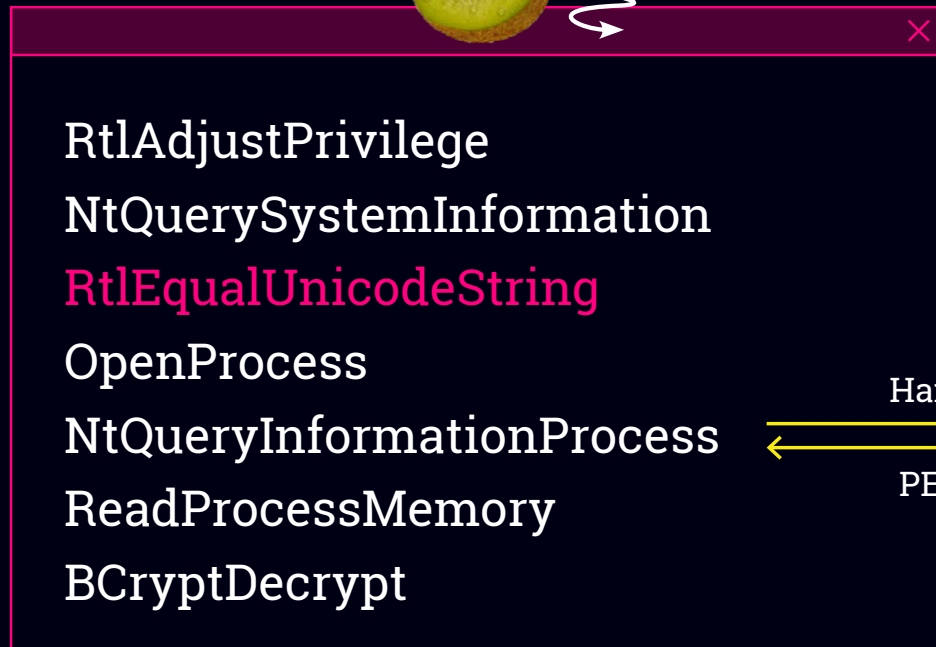 RtlAdjustPrivilege
NtQuerySystemInformation
RtlEqualUnicodeString
OpenProcess
NtQueryInformationProcess
ReadProcessMemory
BCryptDecrypt